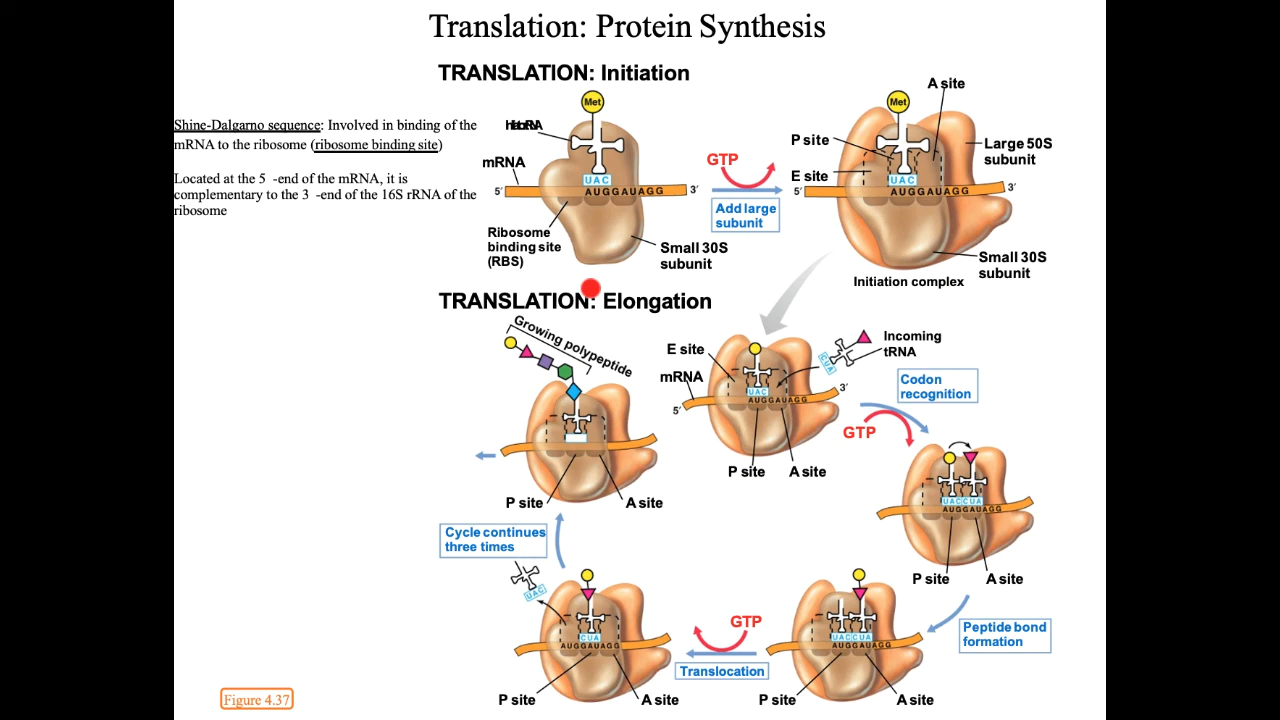 Translation: Protein Synthesis
TRANSLATION: Initiation
Shine-Dalgarno sequence: Involved in binding of the
mRNA to the ribosome (ribosome binding site)
Located at the 5 -end of the mRNA, it is
complementary to the 3 -end of the 16S rRNA of the
ribosome
Met
mRNA
UAC
5′
AUGGAUAGG
3′
Ribosome
binding site
(RBS)
Small 30S
subunit
GTP
Add large
subunit
A site
Met
P site
Large 50S
subunit
E site
UAC
5′
AUGGAUAGG
3′
Small 30S
subunit
Initiation complex
TRANSLATION: Elongation
Growing polypeptide
P site
A site
E site
mRNA
Incoming
tRNA
CUA
UAC
AUGGAUAGG
5′
3′
P site
A site
Codon
recognition
GTP
UACCUA
AUGGAUAGG
P site
A site
Peptide bond
formation
UACCUA
AUGGAUAGG
P site
A site
GTP
Translocation
CUA
AUGGAUAGG
P site
A site
UAC
Cycle continues
three times
Figure 4.37